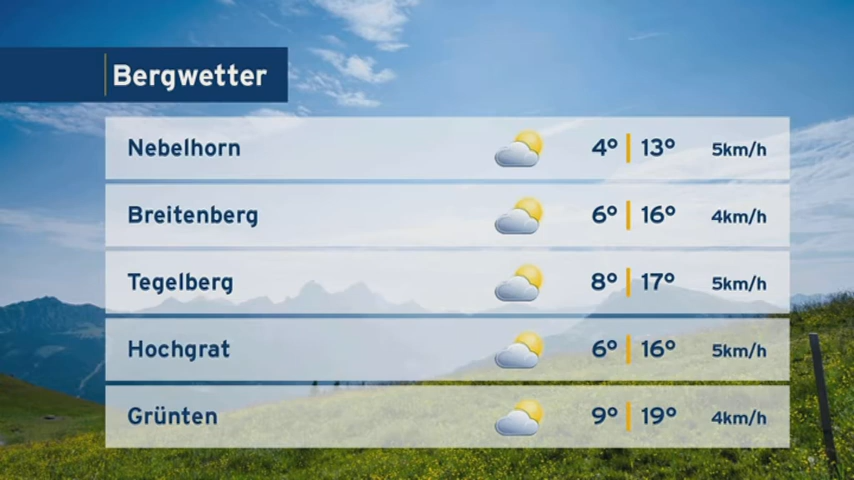 Bergwetter
Nebelhorn 4° 13° 5km/h
Breitenberg 6° 16° 4km/h
Tegelberg 8° 17° 5km/h
Hochgrat 6° 16° 5km/h
Grünten 9° 19° 4km/h